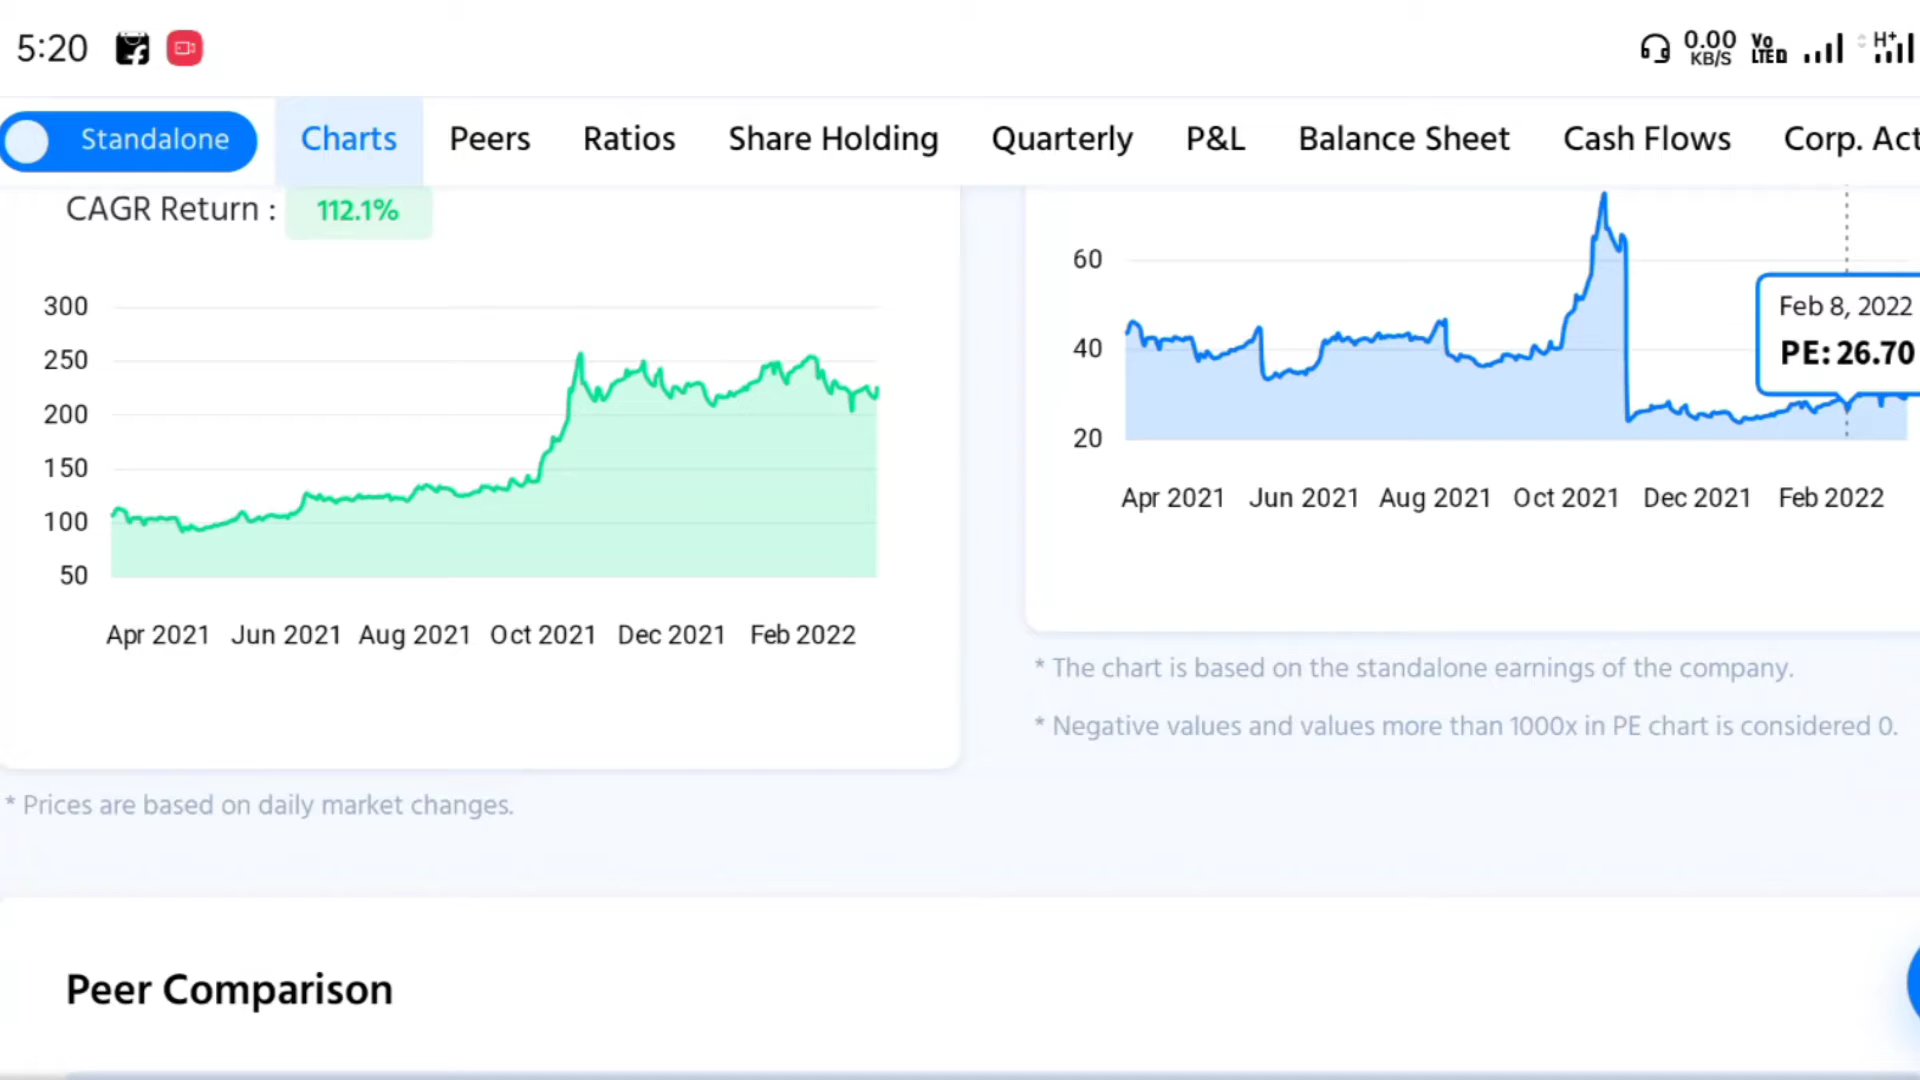 5:20
0.00 KB/S
Vo LTE D
H+
Standalone
Charts
Peers
Ratios
Share Holding
Quarterly
P&L
Balance Sheet
Cash Flows
Corp. Act
CAGR Return :
112.1%
300
250
200
150
100
50
Apr 2021 Jun 2021 Aug 2021 Oct 2021 Dec 2021 Feb 2022
* Prices are based on daily market changes.
60
40
20
Feb 8, 2022
PE: 26.70
Apr 2021 Jun 2021 Aug 2021 Oct 2021 Dec 2021 Feb 2022
* The chart is based on the standalone earnings of the company.
* Negative values and values more than 1000x in PE chart is considered 0.
Peer Comparison